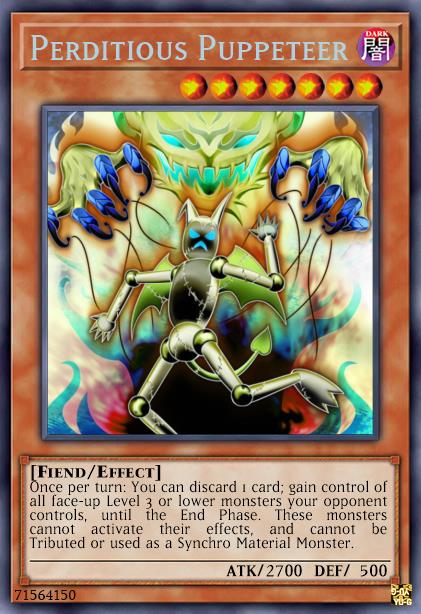 PERDITIOUS PUPPETEER
DARK
闇
[FIEND/EFFECT]
Once per turn: You can discard 1 card; gain control of
all face-up Level 3 or lower monsters your opponent
controls, until the End Phase. These monsters
cannot activate their effects, and cannot be
Tributed or used as a Synchro Material Monster.
ATK/2700 DEF/ 500
71564150